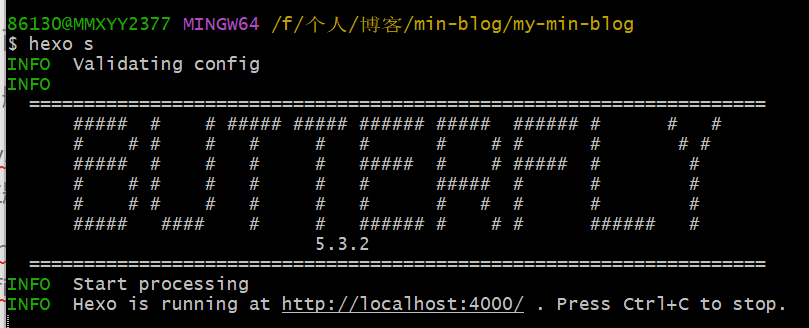 86130@MMXYY2377 MINGW64 /f/个人/博客/min-blog/my-min-blog
$ hexo s
INFO  Validating config
INFO
  ===================================================================
      #####  #    # ##### ##### ###### #####  ###### #      #   #
      #    # #    #   #     #   #      #    # #      #       # #
      #####  #    #   #     #   #####  #    # #####  #        #
      #    # #    #   #     #   #      #####  #      #        #
      #    # #    #   #     #   #      #   #  #      #        #
      #####   ####    #     #   ###### #    # #      ######   #
                            5.3.2
  ===================================================================
INFO  Start processing
INFO  Hexo is running at http://localhost:4000/ . Press Ctrl+C to stop.